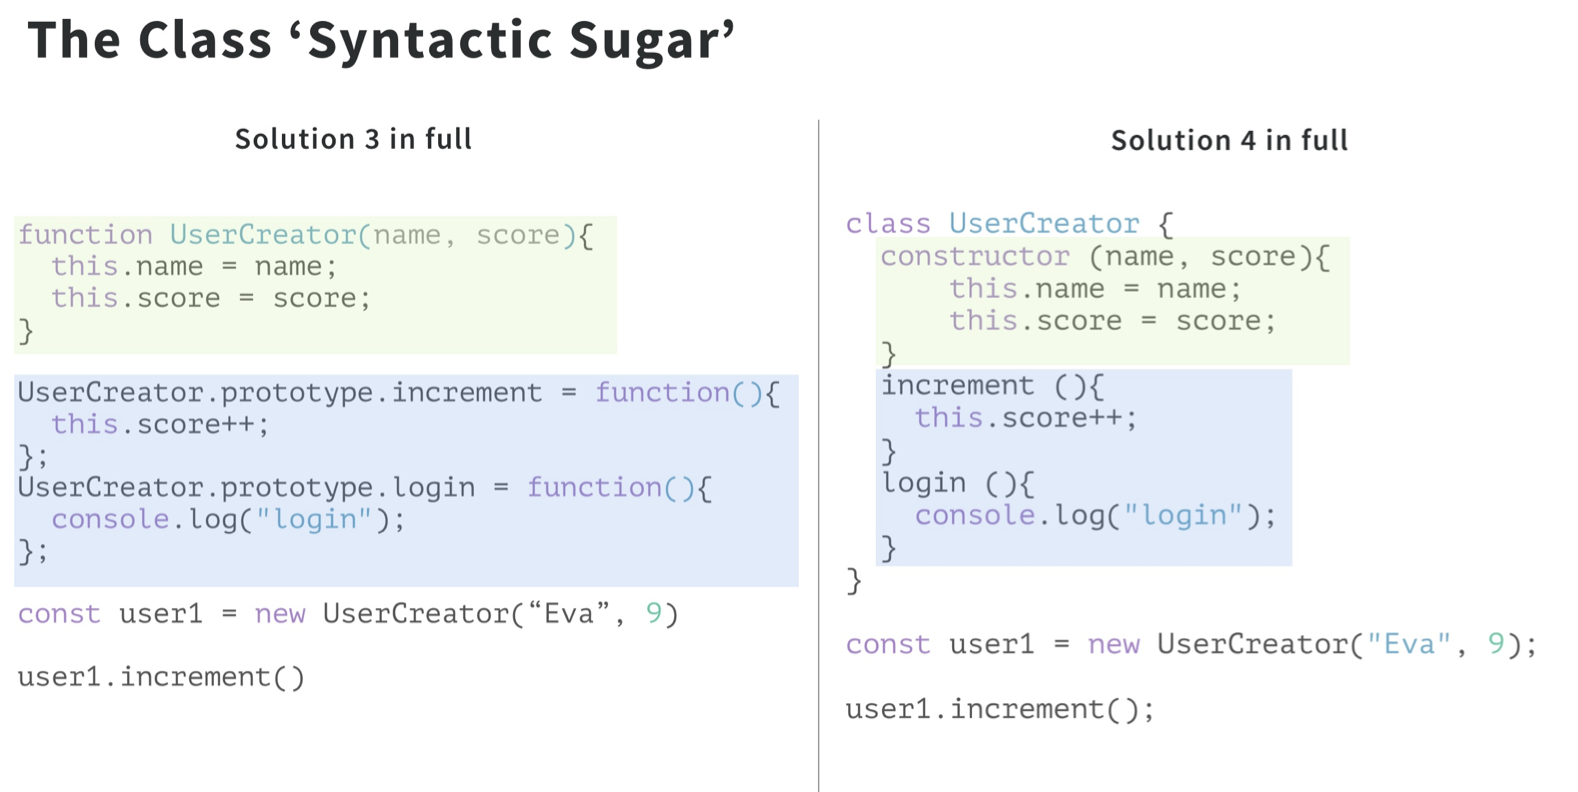 The Class ‘Syntactic Sugar’
Solution 3 in full
function UserCreator(name, score){
  this.name = name;
  this.score = score;
}
UserCreator.prototype.increment = function(){
  this.score++;
};
UserCreator.prototype.login = function(){
  console.log("login");
};
const user1 = new UserCreator(“Eva”, 9)
user1.increment()
Solution 4 in full
class UserCreator {
  constructor (name, score){
      this.name = name;
      this.score = score;
  }
  increment (){
    this.score++;
  }
  login (){
    console.log("login");
  }
}
const user1 = new UserCreator("Eva", 9);
user1.increment();